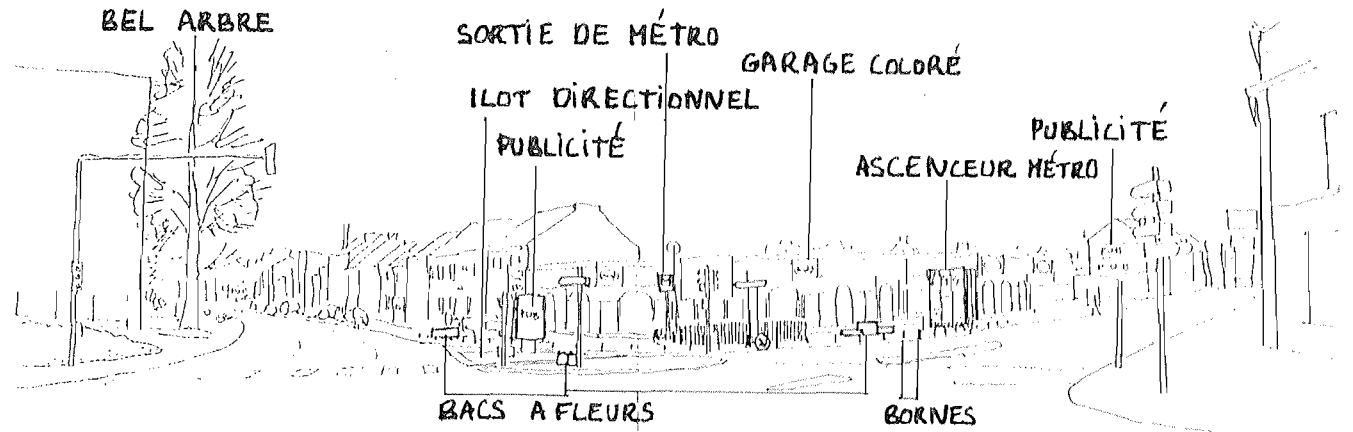 BEL ARBRE
SORTIE DE MÉTRO
GARAGE COLORÉ
ILOT DIRECTIONNEL
PUBLICITÉ
PUBLICITÉ
ASCENCEUR MÉTRO
PUB
BACS A FLEURS
BORNES